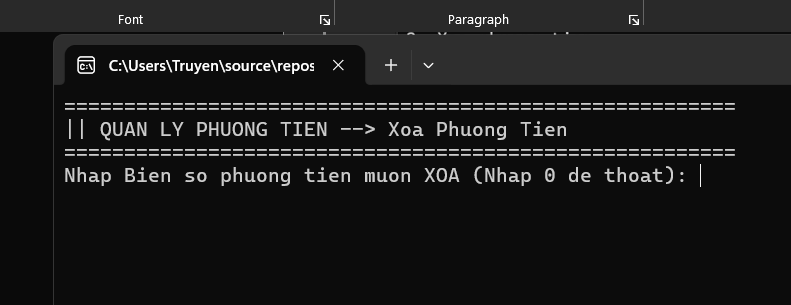 Font Paragraph
C:\Users\Truyen\source\repos
========================================================
|| QUAN LY PHUONG TIEN --> Xoa Phuong Tien
========================================================
Nhap Bien so phuong tien muon XOA (Nhap 0 de thoat):